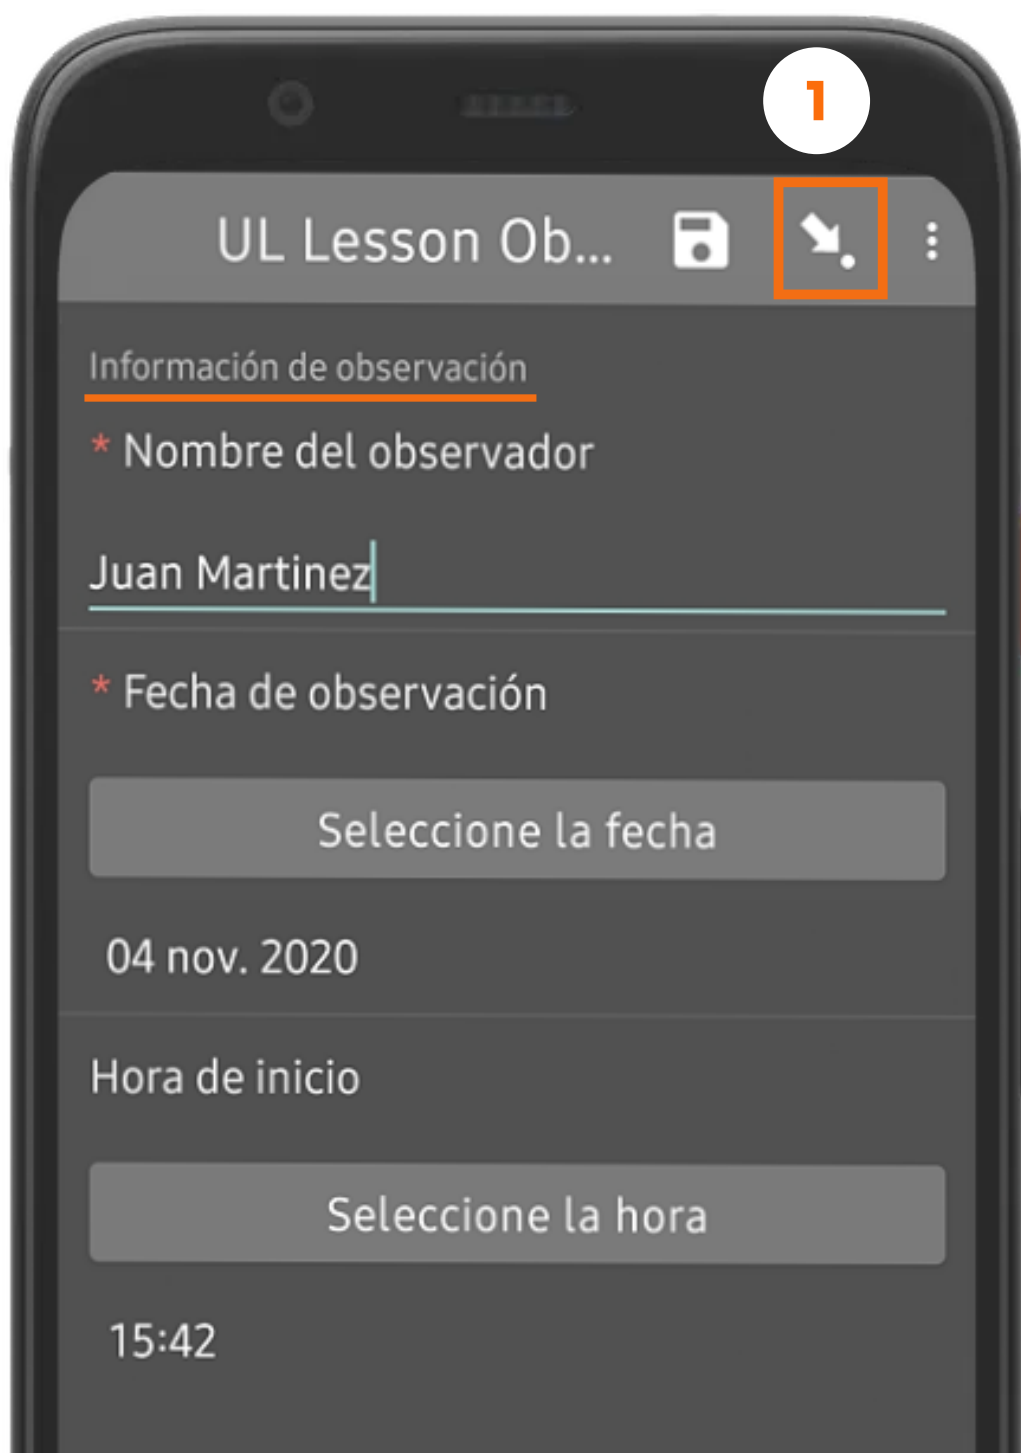 1
UL Lesson Ob...
Información de observación
* Nombre del observador
Juan Martinez
* Fecha de observación
Seleccione la fecha
04 nov. 2020
Hora de inicio
Seleccione la hora
15:42